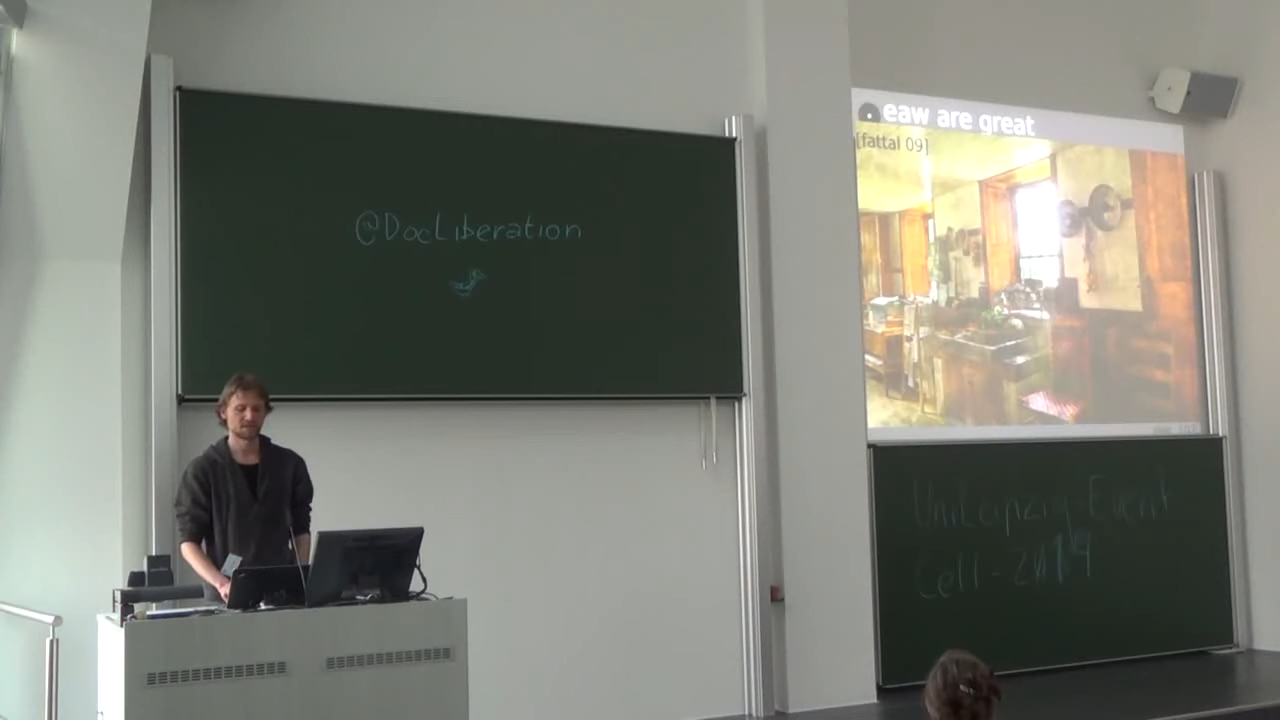 @DocLiberation
eaw are great
[fattal 09]
UniLeipzig-Event
Cell-2019